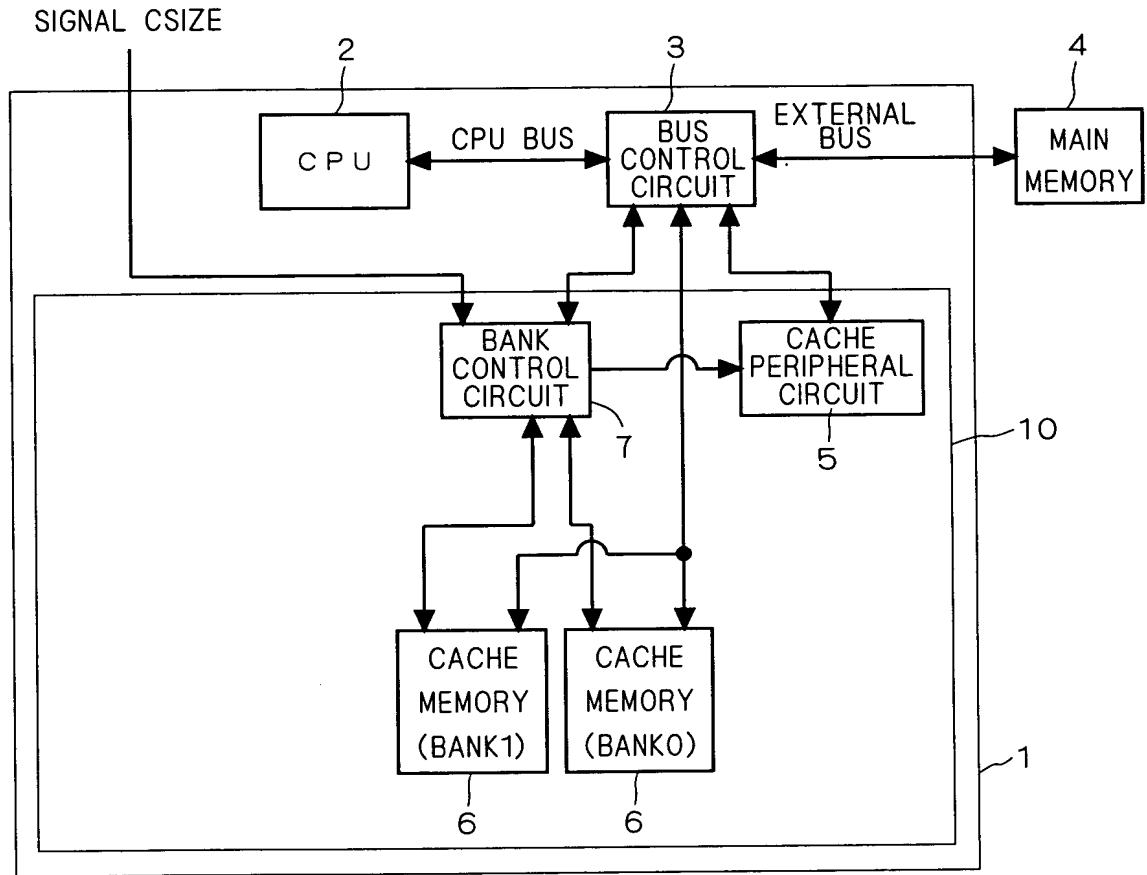 SIGNAL CSIZE
2
3
4
CPU
CPU BUS
BUS
CONTROL
CIRCUIT
EXTERNAL
BUS
MAIN
MEMORY
BANK
CONTROL
CIRCUIT
7
CACHE
PERIPHERAL
CIRCUIT
5
10
CACHE
MEMORY
(BANK1)
6
CACHE
MEMORY
(BANK0)
6
1